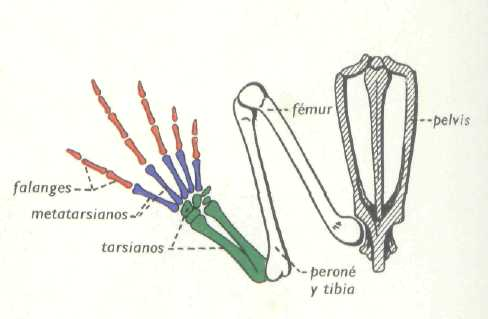 fémur
pelvis
falanges
metatarsianos
tarsianos
peroné
y tibia